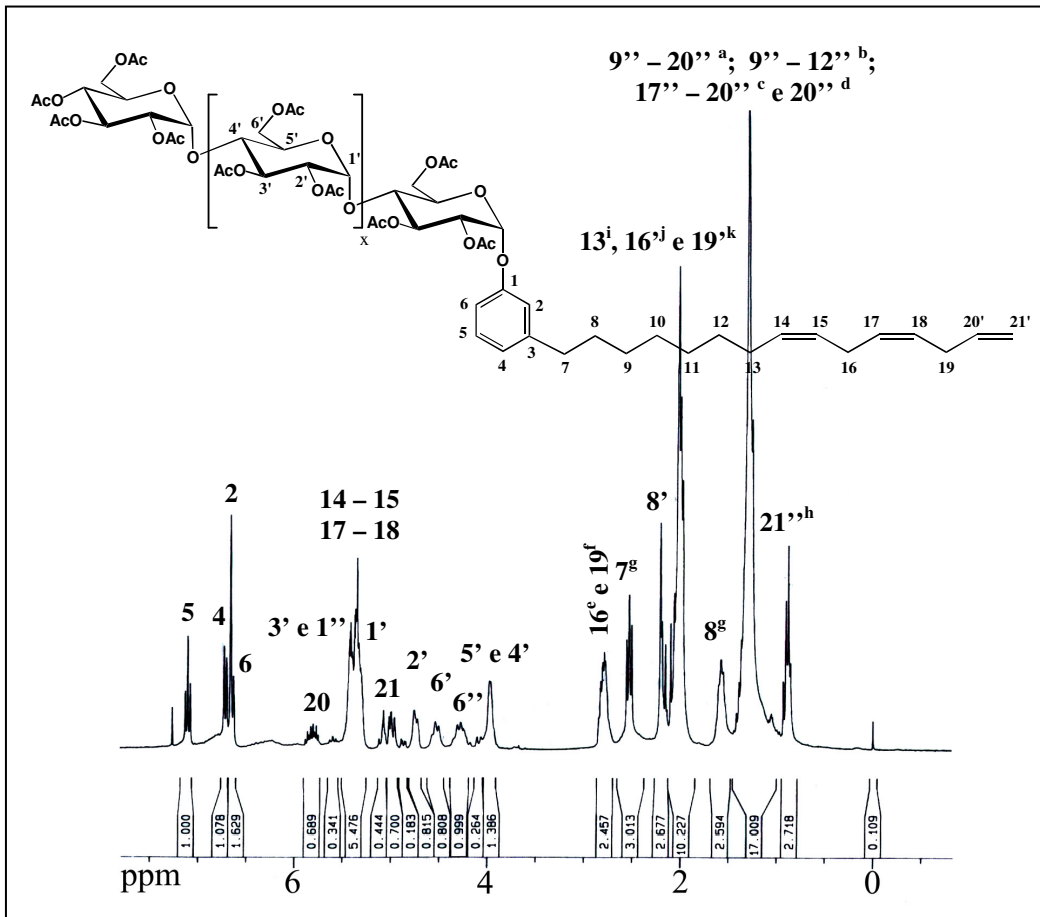 9’’ – 20’’ a; 9’’ – 12’’ b;
17’’ – 20’’ c e 20’’ d
OAc
OAc
AcO
AcO
OAc
O
O
OAc
6'
4'
5'
O
1'
AcO
3'
2'
OAc
O
x
OAc
O
AcO
OAc
O
13i, 16’j e 19’k
1
6
2
5
3
4
7
8
9
10
11
12
13
14
15
16
17
18
19
20'
21'
2
14 – 15
17 – 18
8’
21’’h
16e e 19f
7g
5
4
6
3’ e 1’’
1’
2’
5’ e 4’
6’
6’’
8g
20
21
1.000
1.078
1.629
0.689
0.341
5.476
0.444
0.700
0.183
0.815
0.808
0.999
0.264
1.386
2.457
3.013
2.677
10.227
2.594
17.009
2.718
0.109
ppm
6
4
2
0